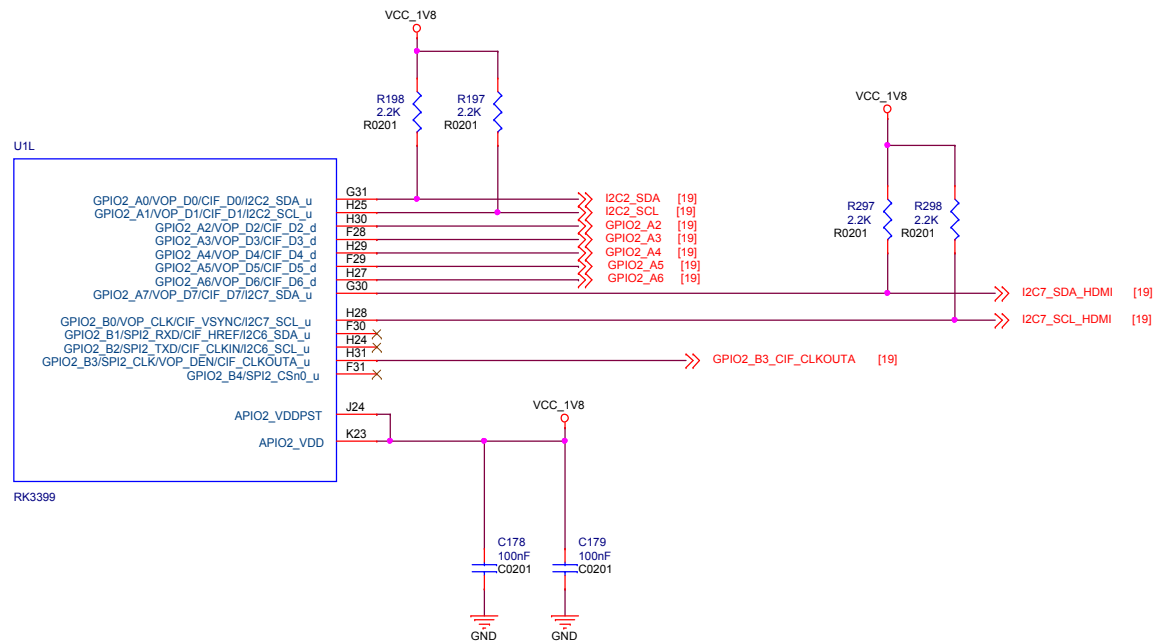 VCC_1V8
R198
2.2K
R0201
R197
2.2K
R0201
VCC_1V8
R297
2.2K
R0201
R298
2.2K
R0201
U1L
GPIO2_A0/VOP_D0/CIF_D0/I2C2_SDA_u G31 I2C2_SDA [19]
GPIO2_A1/VOP_D1/CIF_D1/I2C2_SCL_u H25 I2C2_SCL [19]
GPIO2_A2/VOP_D2/CIF_D2_d H30 GPIO2_A2 [19]
GPIO2_A3/VOP_D3/CIF_D3_d F28 GPIO2_A3 [19]
GPIO2_A4/VOP_D4/CIF_D4_d H29 GPIO2_A4 [19]
GPIO2_A5/VOP_D5/CIF_D5_d F29 GPIO2_A5 [19]
GPIO2_A6/VOP_D6/CIF_D6_d H27 GPIO2_A6 [19]
GPIO2_A7/VOP_D7/CIF_D7/I2C7_SDA_u G30 I2C7_SDA_HDMI [19]
GPIO2_B0/VOP_CLK/CIF_VSYNC/I2C7_SCL_u H28 I2C7_SCL_HDMI [19]
GPIO2_B1/SPI2_RXD/CIF_HREF/I2C6_SDA_u F30
GPIO2_B2/SPI2_TXD/CIF_CLKIN/I2C6_SCL_u H24
GPIO2_B3/SPI2_CLK/VOP_DEN/CIF_CLKOUTA_u H31 GPIO2_B3_CIF_CLKOUTA [19]
GPIO2_B4/SPI2_CSn0_u F31
APIO2_VDDPST J24
APIO2_VDD K23
VCC_1V8
RK3399
C178
100nF
C0201
C179
100nF
C0201
GND
GND